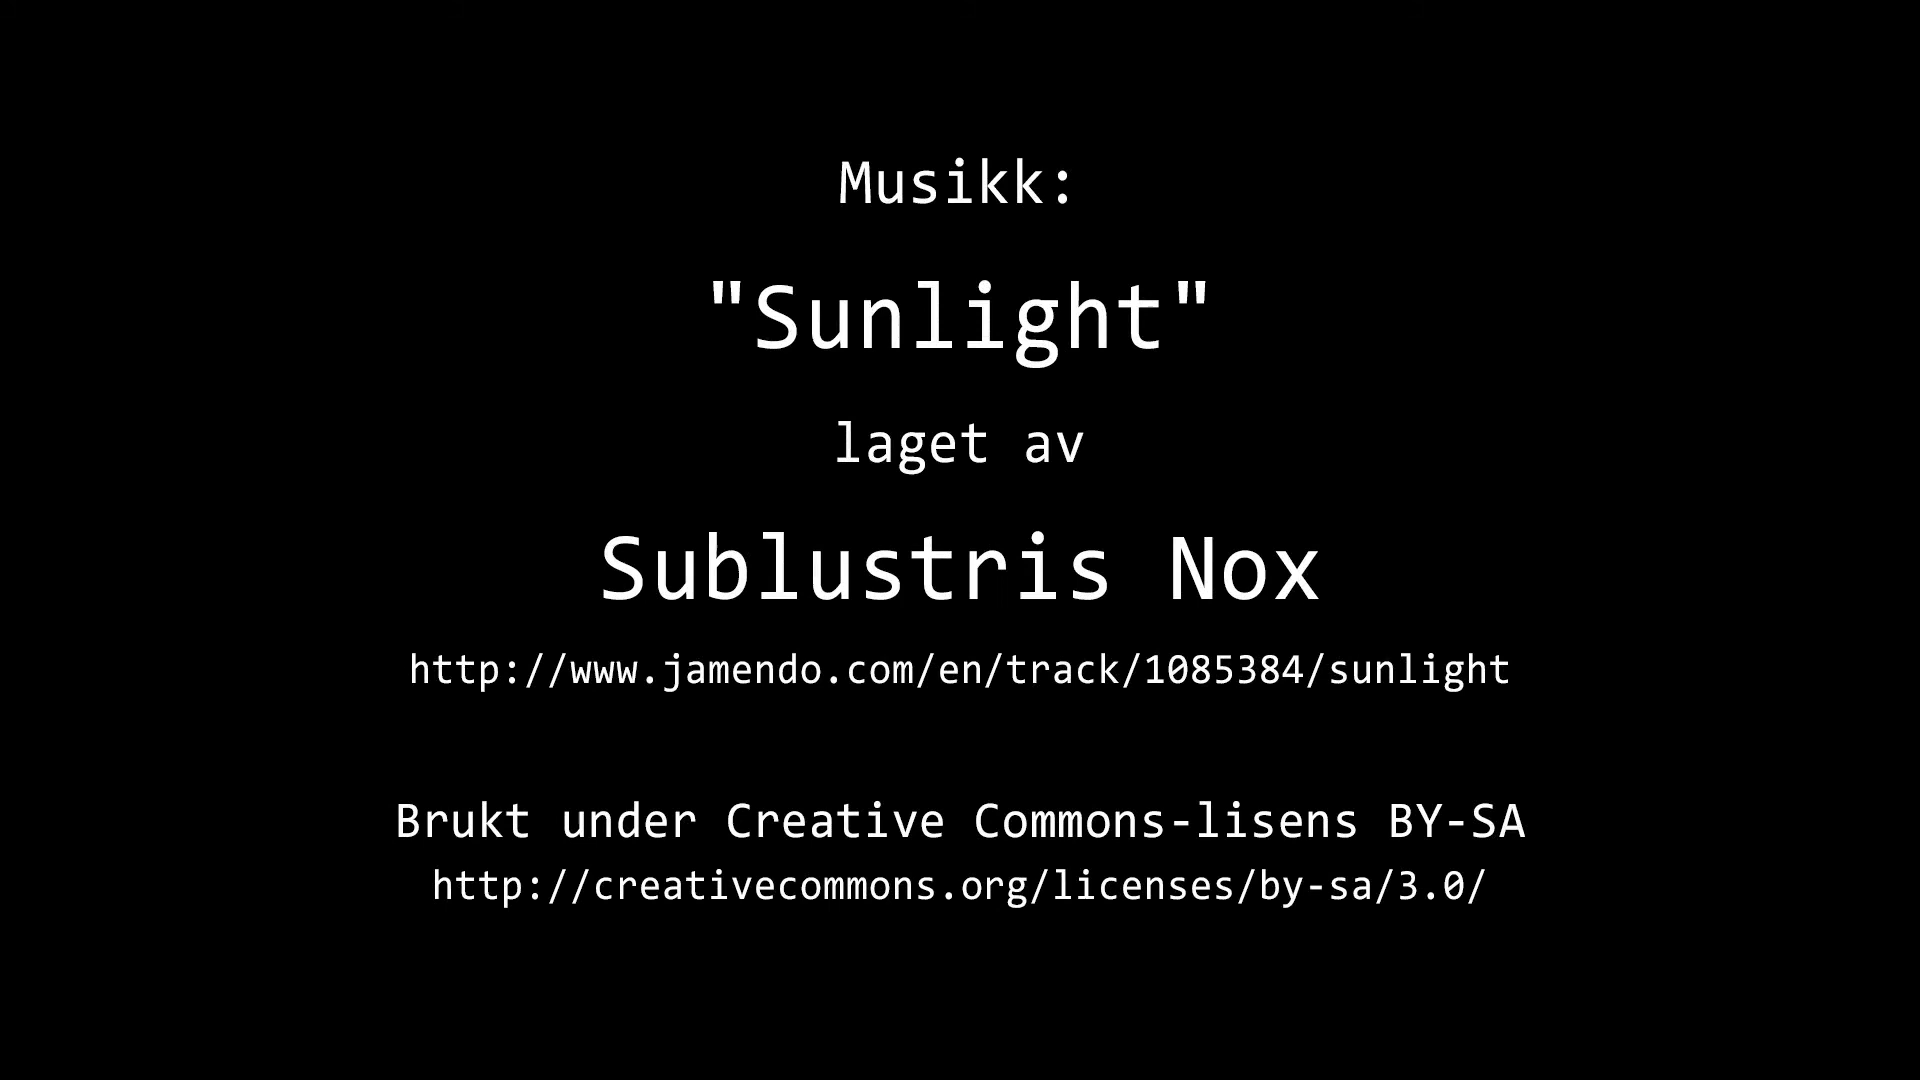 Musikk:
"Sunlight"
laget av
Sublustris Nox
http://www.jamendo.com/en/track/1085384/sunlight
Brukt under Creative Commons-lisens BY-SA
http://creativecommons.org/licenses/by-sa/3.0/